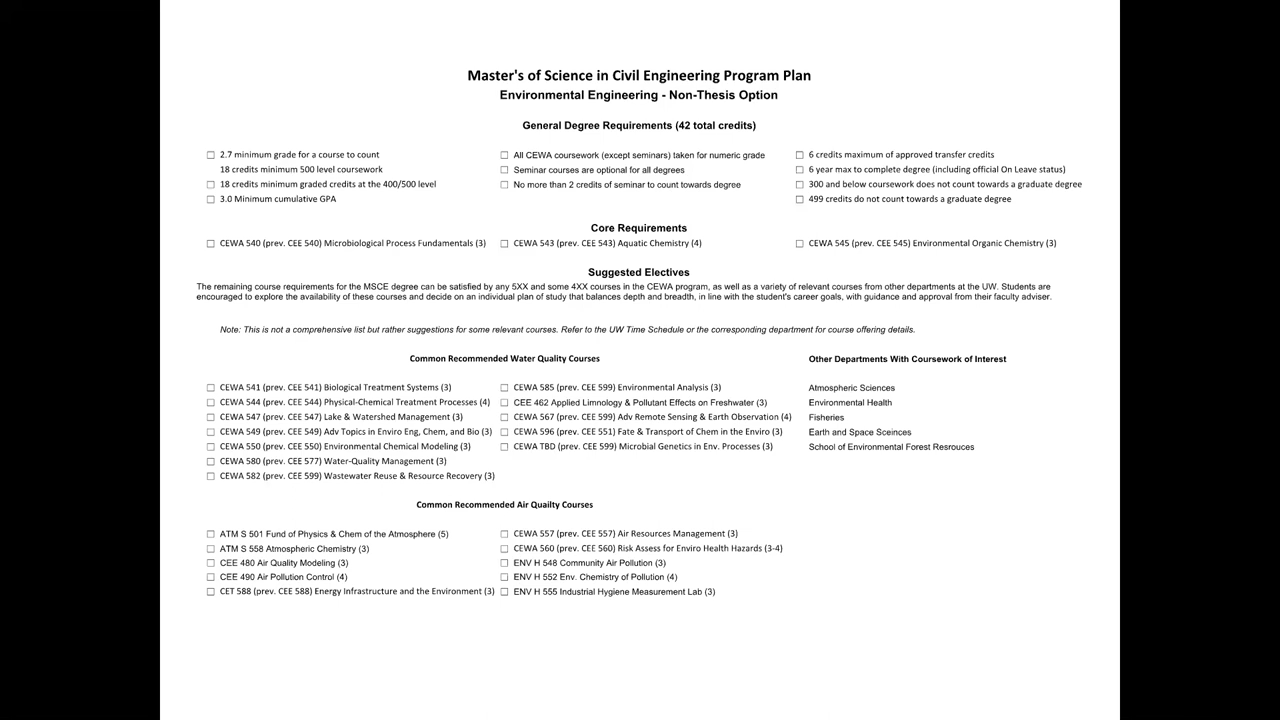 Master's of Science in Civil Engineering Program Plan
Environmental Engineering - Non-Thesis Option
General Degree Requirements (42 total credits)
☐ 2.7 minimum grade for a course to count
18 credits minimum 500 level coursework
☐ 18 credits minimum graded credits at the 400/500 level
☐ 3.0 Minimum cumulative GPA
☐ All CEWA coursework (except seminars) taken for numeric grade
☐ Seminar courses are optional for all degrees
☐ No more than 2 credits of seminar to count towards degree
☐ 6 credits maximum of approved transfer credits
☐ 6 year max to complete degree (including official On Leave status)
☐ 300 and below coursework does not count towards a graduate degree
☐ 499 credits do not count towards a graduate degree
Core Requirements
☐ CEWA 540 (prev. CEE 540) Microbiological Process Fundamentals (3)
☐ CEWA 543 (prev. CEE 543) Aquatic Chemistry (4)
☐ CEWA 545 (prev. CEE 545) Environmental Organic Chemistry (3)
Suggested Electives
The remaining course requirements for the MSCE degree can be satisfied by any 5XX and some 4XX courses in the CEWA program, as well as a variety of relevant courses from other departments at the UW. Students are
encouraged to explore the availability of these courses and decide on an individual plan of study that balances depth and breadth, in line with the student's career goals, with guidance and approval from their faculty adviser.
Note: This is not a comprehensive list but rather suggestions for some relevant courses. Refer to the UW Time Schedule or the corresponding department for course offering details.
Common Recommended Water Quality Courses
☐ CEWA 541 (prev. CEE 541) Biological Treatment Systems (3)
☐ CEWA 544 (prev. CEE 544) Physical-Chemical Treatment Processes (4)
☐ CEWA 547 (prev. CEE 547) Lake & Watershed Management (3)
☐ CEWA 549 (prev. CEE 549) Adv Topics in Enviro Eng, Chem, and Bio (3)
☐ CEWA 550 (prev. CEE 550) Environmental Chemical Modeling (3)
☐ CEWA 580 (prev. CEE 577) Water-Quality Management (3)
☐ CEWA 582 (prev. CEE 599) Wastewater Reuse & Resource Recovery (3)
☐ CEWA 585 (prev. CEE 599) Environmental Analysis (3)
☐ CEE 462 Applied Limnology & Pollutant Effects on Freshwater (3)
☐ CEWA 567 (prev. CEE 599) Adv Remote Sensing & Earth Observation (4)
☐ CEWA 596 (prev. CEE 551) Fate & Transport of Chem in the Enviro (3)
☐ CEWA TBD (prev. CEE 599) Microbial Genetics in Env. Processes (3)
Other Departments With Coursework of Interest
Atmospheric Sciences
Environmental Health
Fisheries
Earth and Space Sceinces
School of Environmental Forest Resrouces
Common Recommended Air Quailty Courses
☐ ATM S 501 Fund of Physics & Chem of the Atmosphere (5)
☐ ATM S 558 Atmospheric Chemistry (3)
☐ CEE 480 Air Quality Modeling (3)
☐ CEE 490 Air Pollution Control (4)
☐ CET 588 (prev. CEE 588) Energy Infrastructure and the Environment (3)
☐ CEWA 557 (prev. CEE 557) Air Resources Management (3)
☐ CEWA 560 (prev. CEE 560) Risk Assess for Enviro Health Hazards (3-4)
☐ ENV H 548 Community Air Pollution (3)
☐ ENV H 552 Env. Chemistry of Pollution (4)
☐ ENV H 555 Industrial Hygiene Measurement Lab (3)